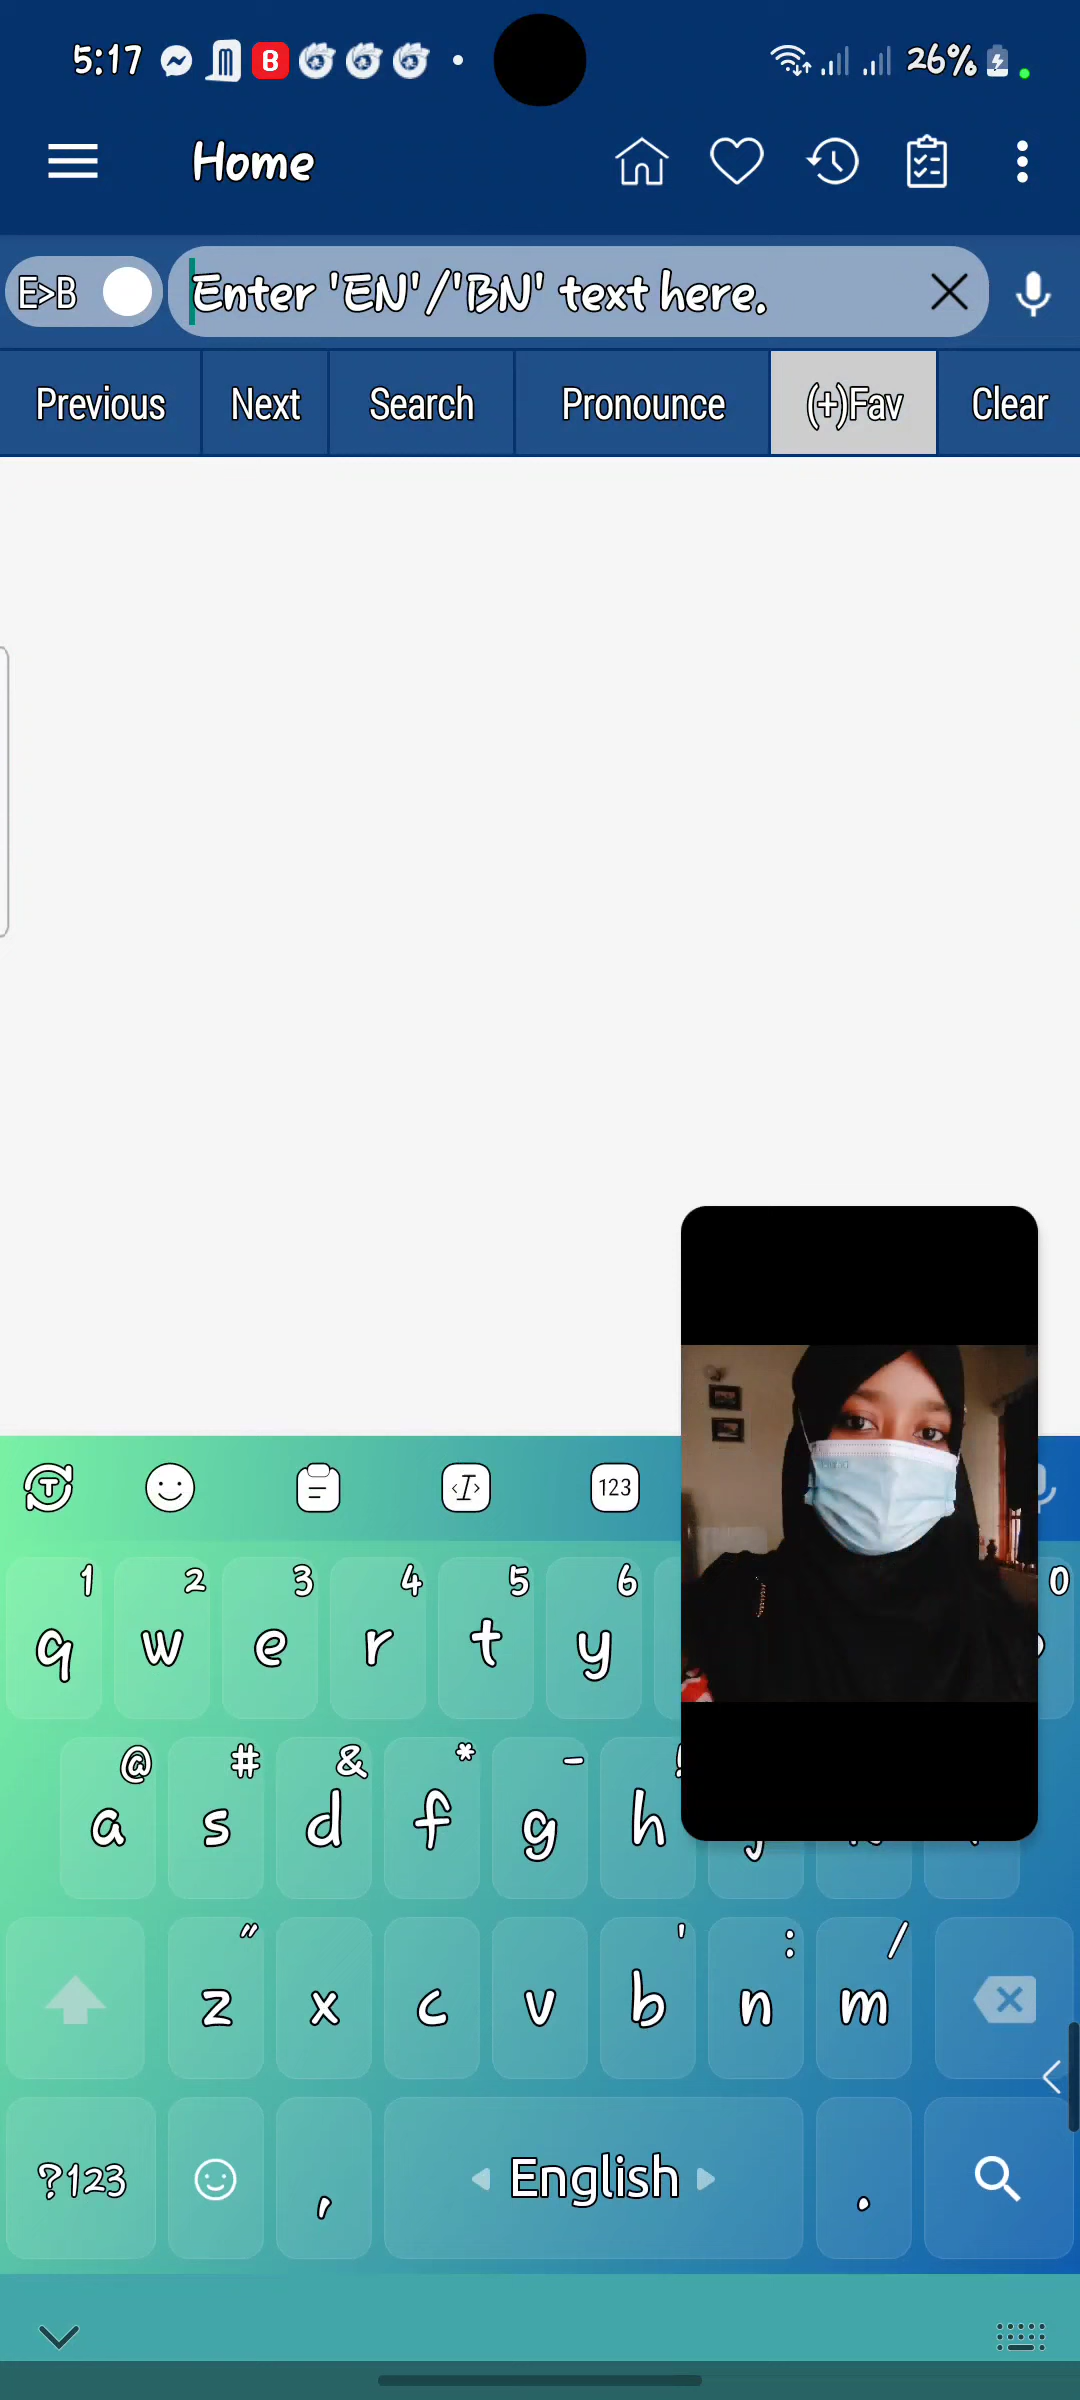 5:17 B 26%
Home
E>B Enter 'EN'/'BN' text here.
Previous Next Search Pronounce (+)Fav Clear
T 123
1 2 3 4 5 6 0
q w e r t y
@ # & * -
a s d f g h
" ' : /
z x c v b n m
?123 , English .